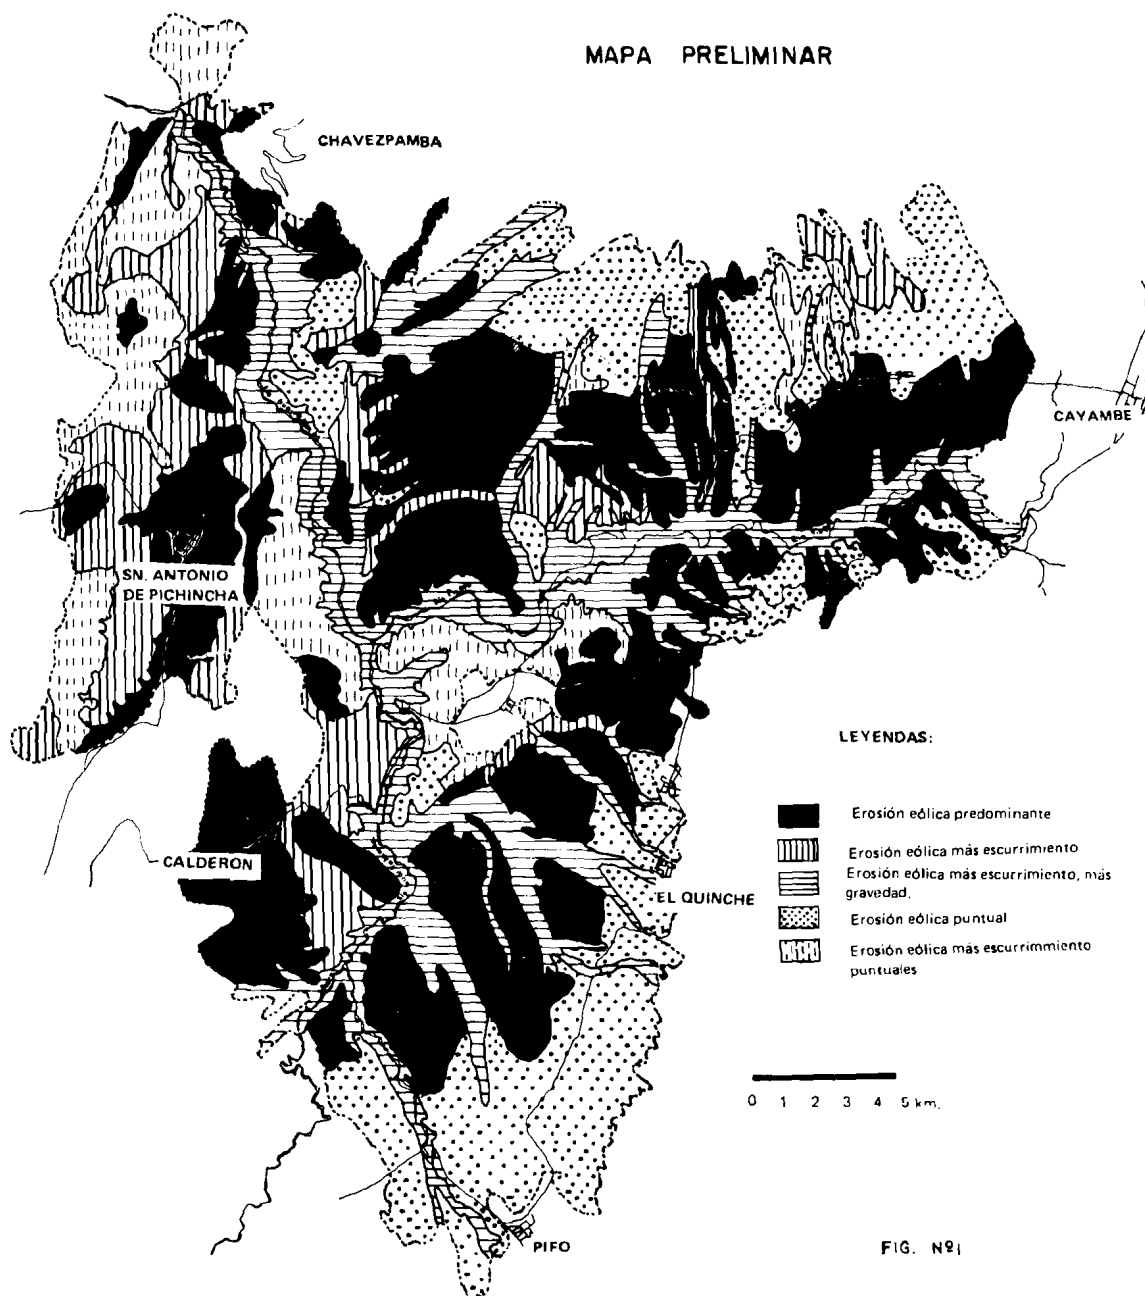 MAPA PRELIMINAR
CHAVEZPAMBA
CAYAMBE
SN. ANTONIO
DE PICHINCHA
LEYENDAS:
Erosión eólica predominante
Erosión eólica más escurrimiento
Erosión eólica más escurrimiento, más
gravedad.
Erosión eólica puntual
Erosión eólica más escurrimmiento
puntuales
CALDERON
EL QUINCHE
0 1 2 3 4 5 km.
PIFO
FIG. Nº1